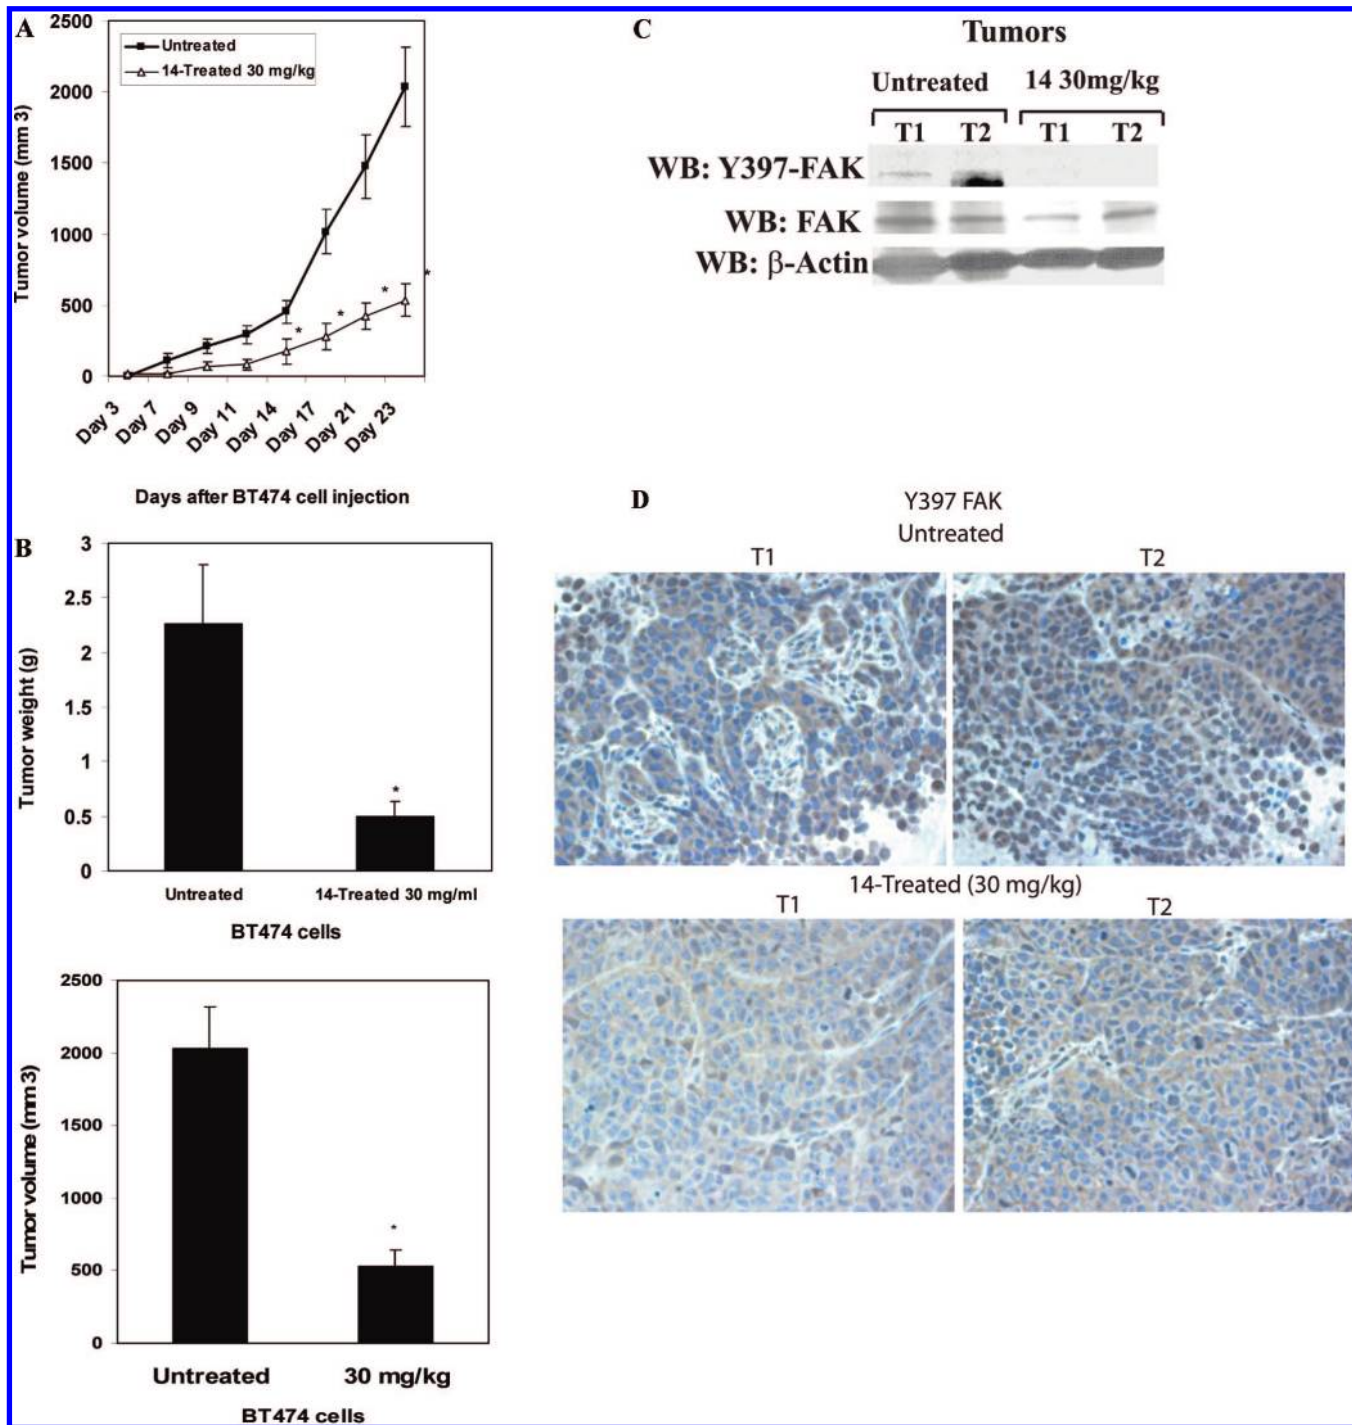 A
2500
2000
1500
1000
500
0
Tumor volume (mm 3)
Untreated
14-Treated 30 mg/kg
*
*
*
*
Day 3
Day 7
Day 9
Day 11
Day 14
Day 17
Day 21
Day 23
Days after BT474 cell injection
B
3
2.5
2
1.5
1
0.5
0
Tumor weight (g)
*
Untreated
14-Treated 30 mg/ml
BT474 cells
2500
2000
1500
1000
500
0
Tumor volume (mm 3)
*
Untreated
30 mg/kg
BT474 cells
C
Tumors
Untreated
14 30mg/kg
T1 T2 T1 T2
WB: Y397-FAK
WB: FAK
WB: β-Actin
D
Y397 FAK
Untreated
T1
T2
14-Treated (30 mg/kg)
T1
T2